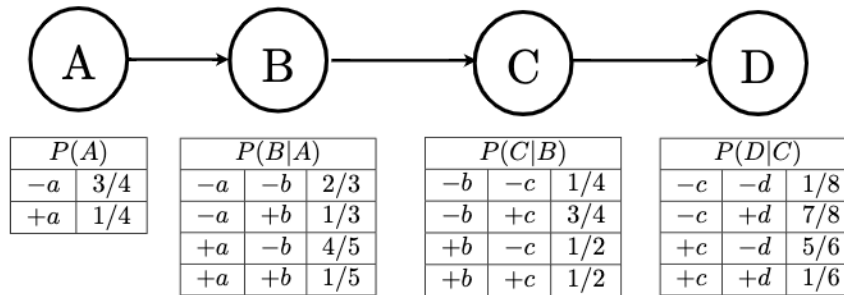 A B C D
P(A) P(B|A) P(C|B) P(D|C)
−a 3/4 −a −b 2/3 −b −c 1/4 −c −d 1/8
+a 1/4 −a +b 1/3 −b +c 3/4 −c +d 7/8
+a −b 4/5 +b −c 1/2 +c −d 5/6
+a +b 1/5 +b +c 1/2 +c +d 1/6